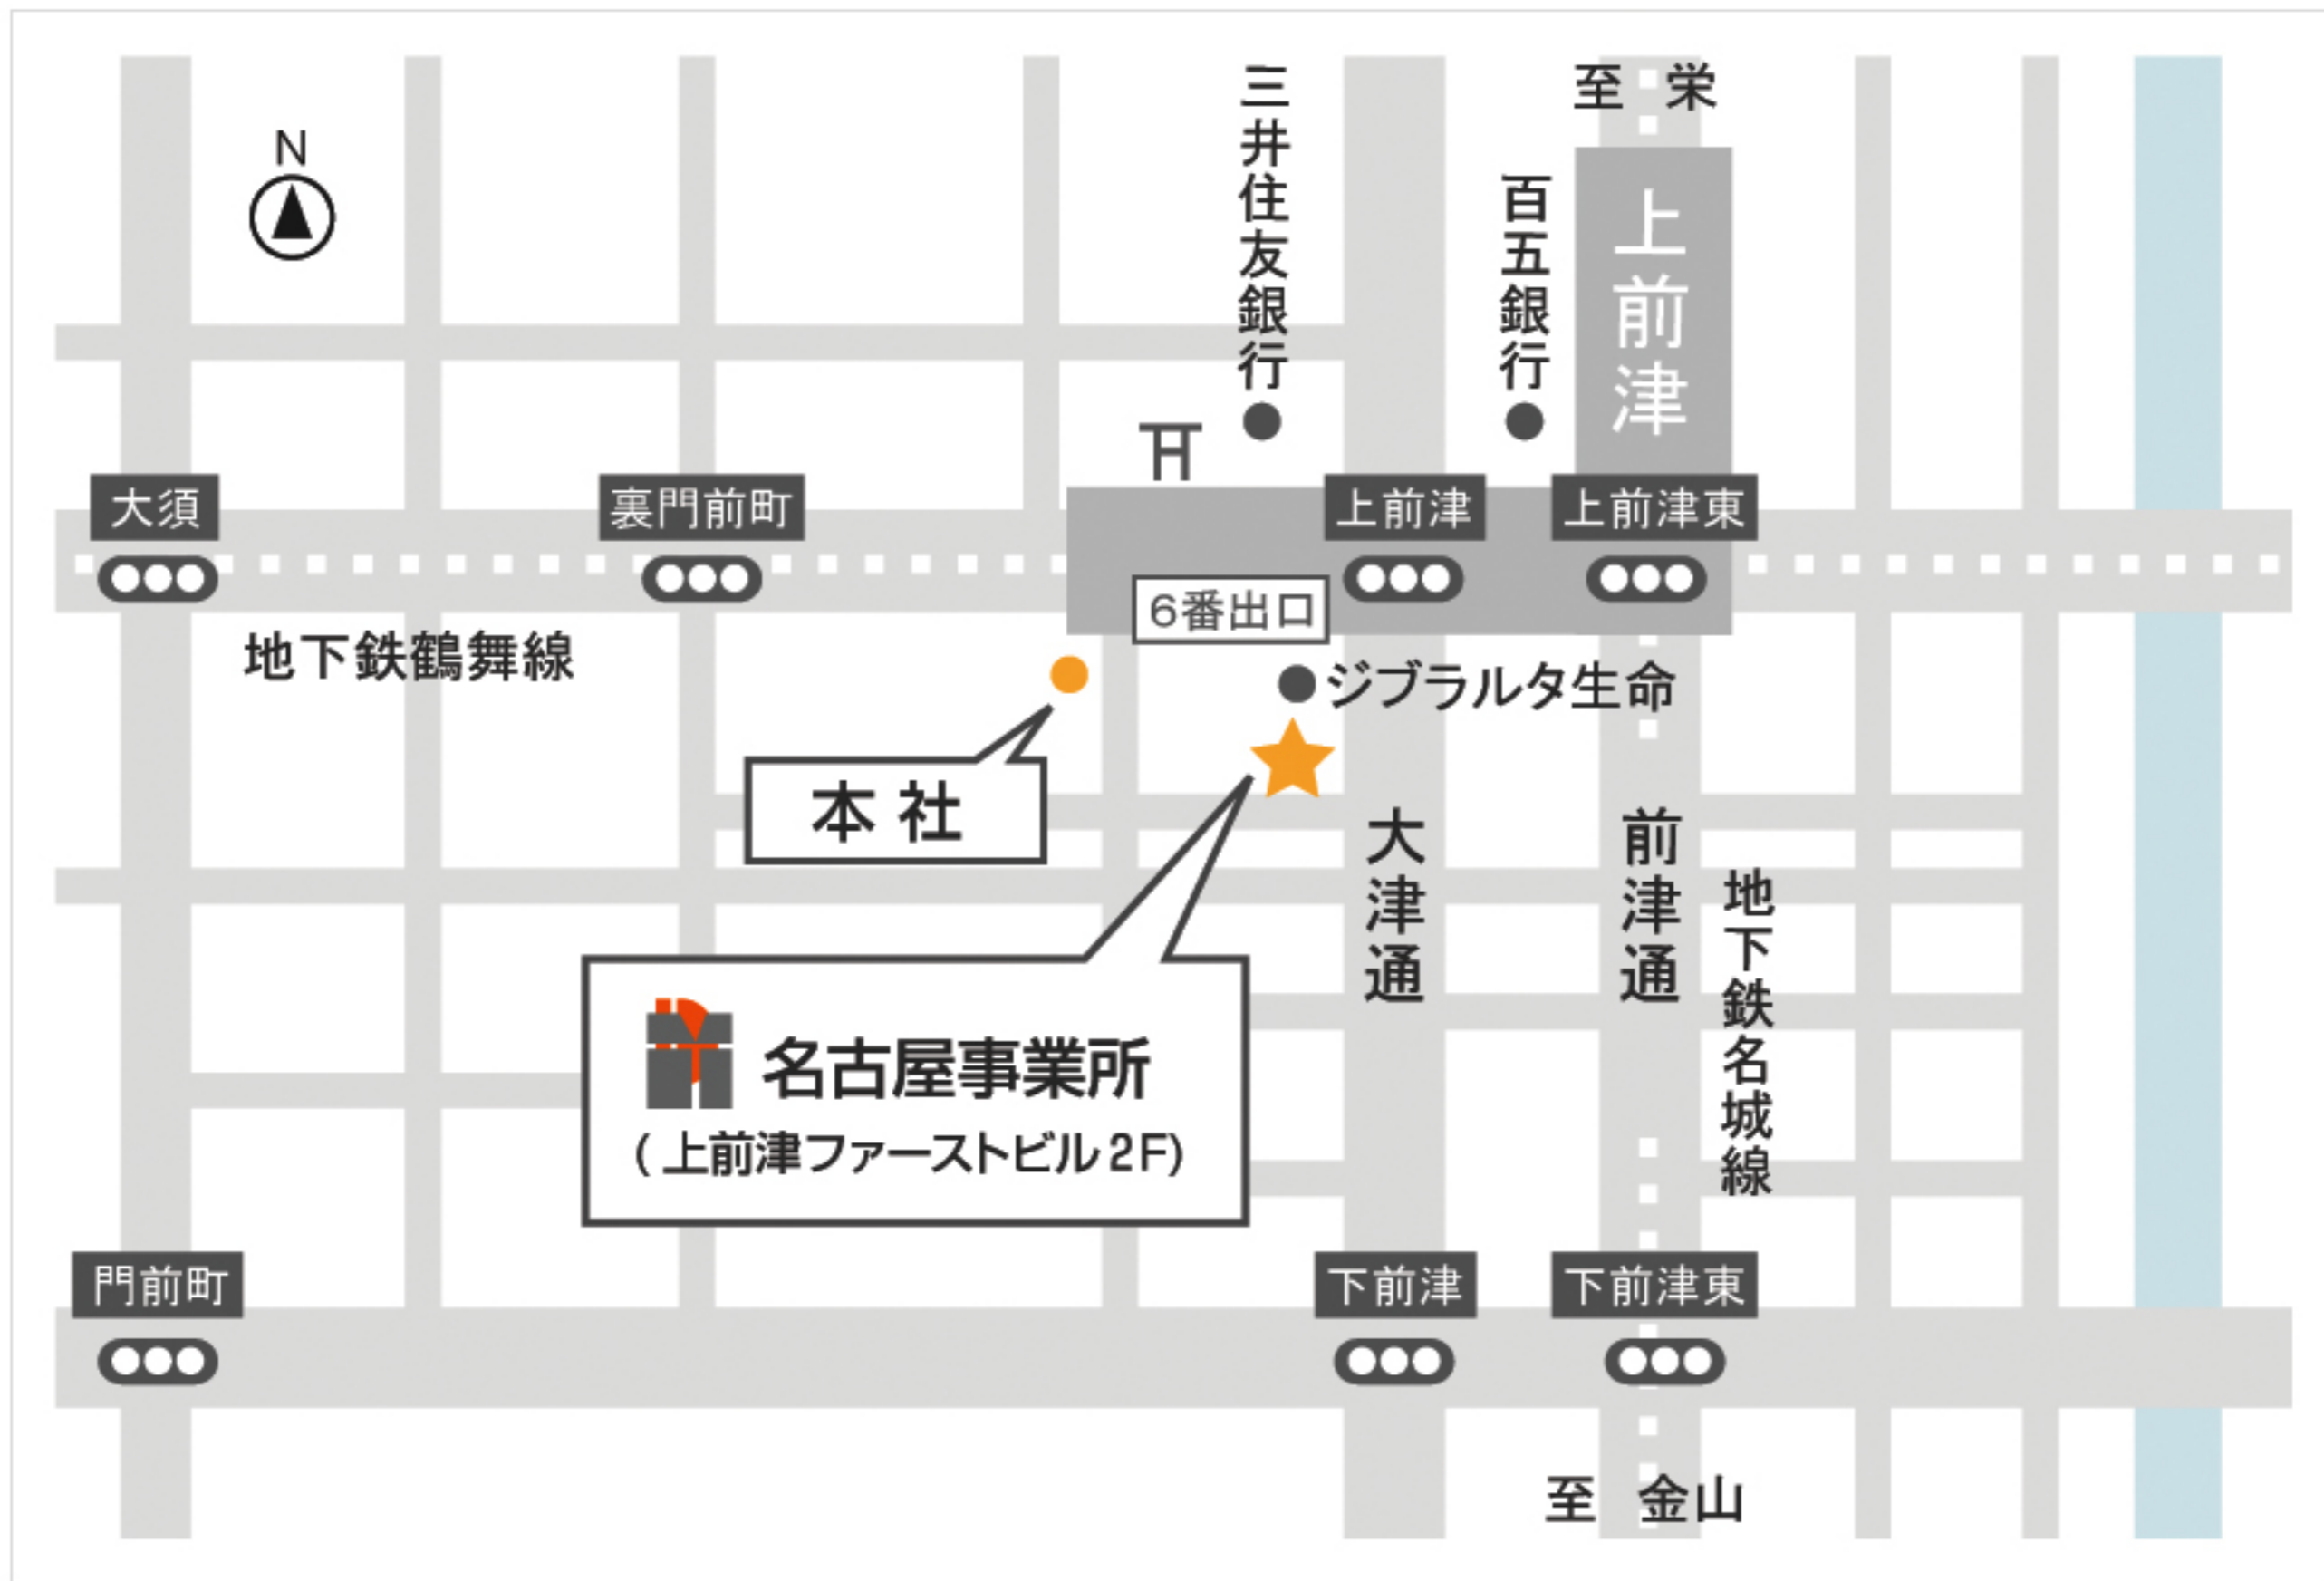 N
三井住友銀行
百五銀行
至 栄
上前津
大須
裏門前町
上前津
上前津東
6番出口
地下鉄鶴舞線
ジブラルタ生命
本社
大津通
前津通
地下鉄名城線
名古屋事業所
(上前津ファーストビル2F)
門前町
下前津
下前津東
至 金山